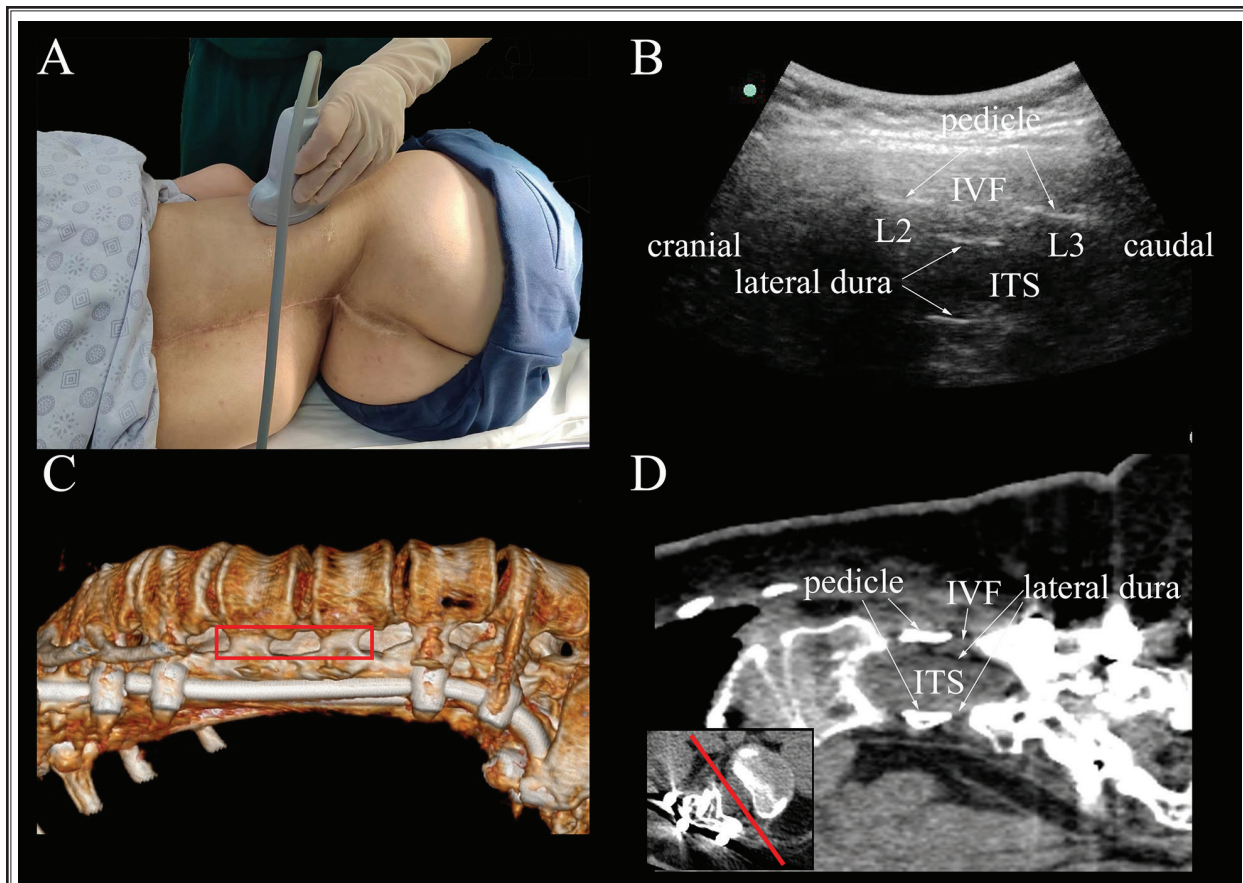 A
B
pedicle
IVF
L2
cranial
L3
caudal
lateral dura
ITS
C
D
pedicle
IVF
lateral dura
ITS